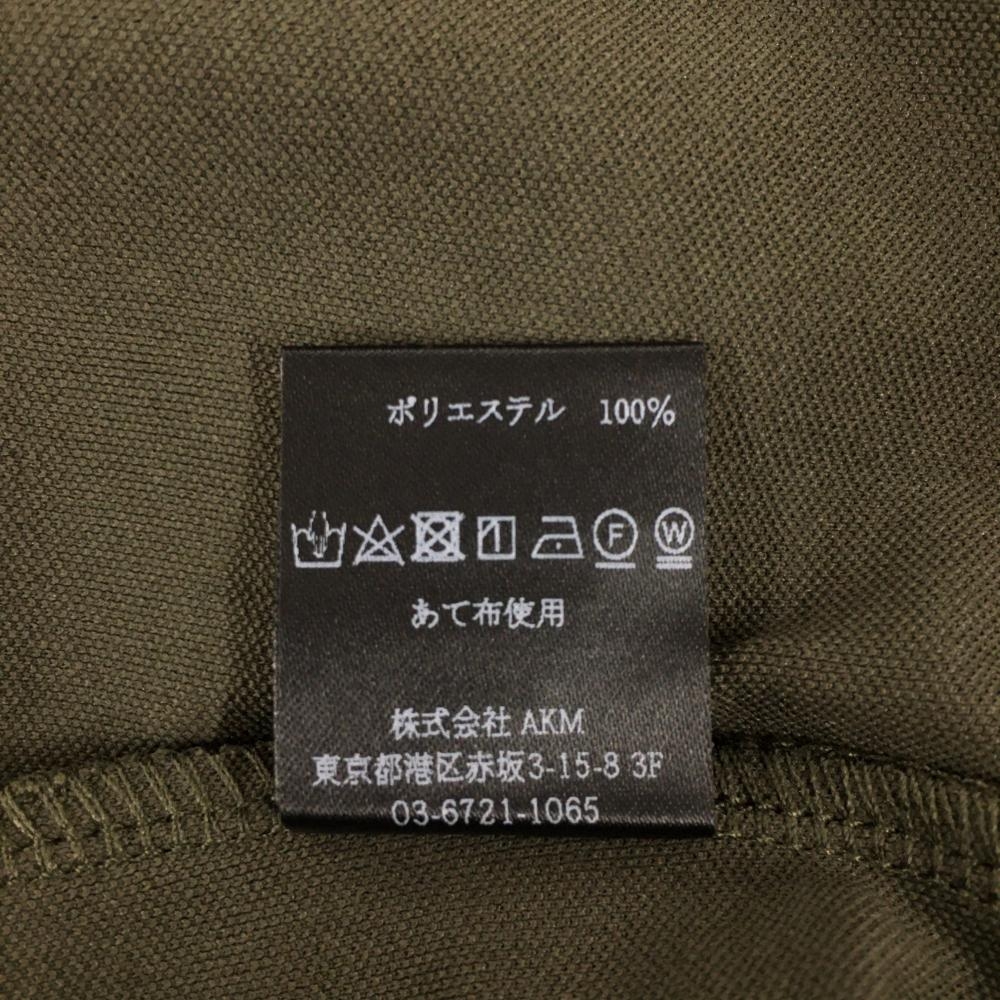 ポリエステル 100%
F W
あて布使用
株式会社 AKM
東京都港区赤坂3-15-8 3F
03-6721-1065